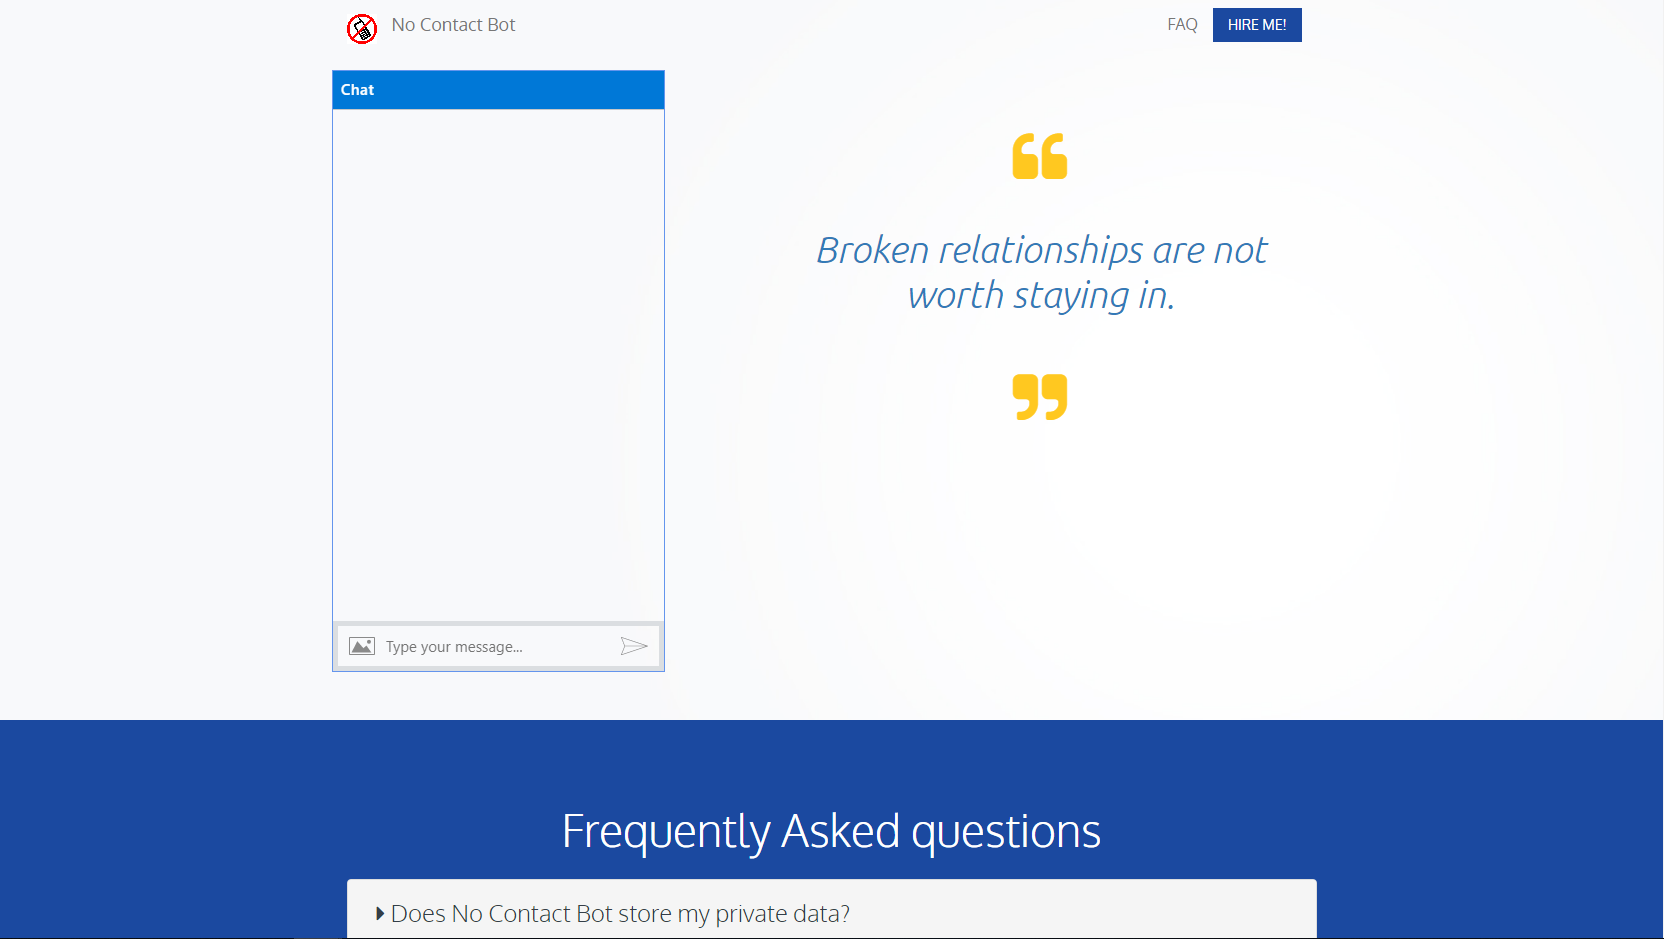 No Contact Bot
FAQ
HIRE ME!
Chat
Broken relationships are not
worth staying in.
Type your message...
Frequently Asked questions
Does No Contact Bot store my private data?